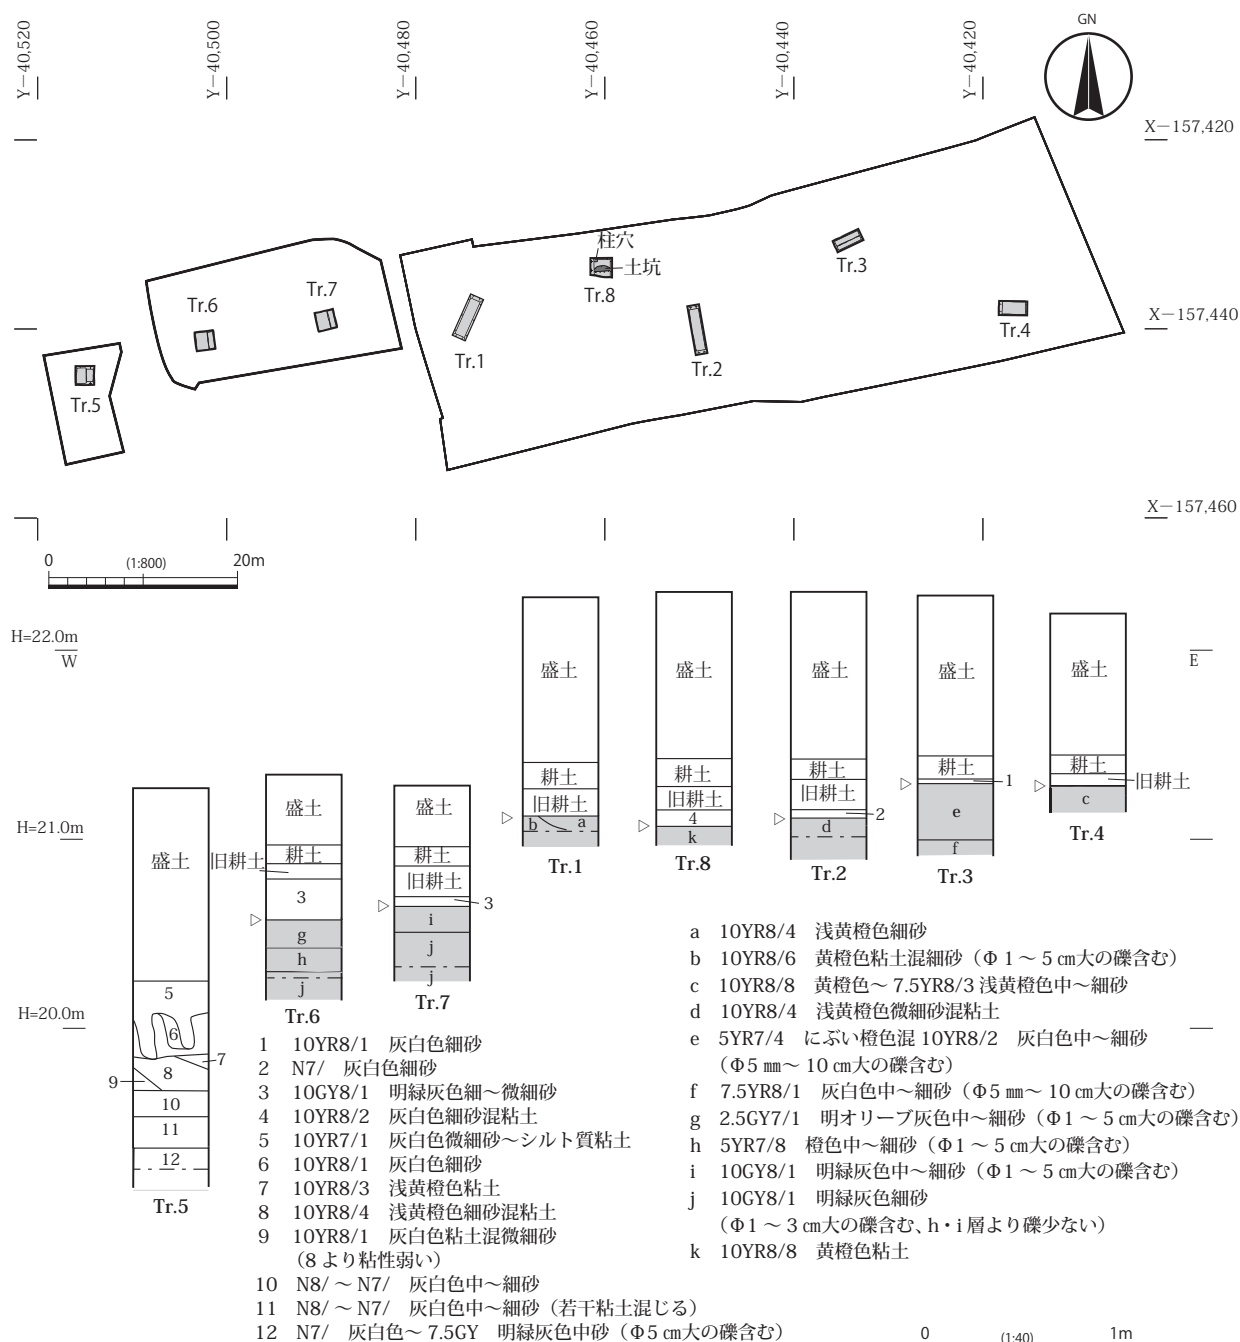 GN
Y－40,520
Y－40,500
Y－40,480
Y－40,460
Y－40,440
Y－40,420
X－157,420
柱穴
土坑
Tr.3
Tr.8
Tr.7
Tr.6
X－157,440
Tr.4
Tr.1
Tr.2
Tr.5
X－157,460
0 (1:800) 20m
H=22.0m
W
E
盛土 盛土 盛土 盛土 盛土
耕土 耕土 耕土 耕土 1 耕土
旧耕土 旧耕土 旧耕土 旧耕土
b a 4 2 e c
k d f
Tr.1 Tr.8 Tr.2 Tr.3 Tr.4
H=21.0m
盛土 盛土 盛土
旧耕土 耕土 耕土
旧耕土
3 3
g i
h j
j j
Tr.6 Tr.7
H=20.0m
5
6
7
8
9
10
11
12
Tr.5
1 10YR8/1 灰白色細砂
2 N7/ 灰白色細砂
3 10GY8/1 明緑灰色細～微細砂
4 10YR8/2 灰白色細砂混粘土
5 10YR7/1 灰白色微細砂～シルト質粘土
6 10YR8/1 灰白色細砂
7 10YR8/3 浅黄橙色粘土
8 10YR8/4 浅黄橙色細砂混粘土
9 10YR8/1 灰白色粘土混微細砂
（8 より粘性弱い）
10 N8/ ～ N7/ 灰白色中～細砂
11 N8/ ～ N7/ 灰白色中～細砂（若干粘土混じる）
12 N7/ 灰白色～ 7.5GY 明緑灰色中砂（Φ5 ㎝大の礫含む）
a 10YR8/4 浅黄橙色細砂
b 10YR8/6 黄橙色粘土混細砂（Φ 1 ～ 5 ㎝大の礫含む）
c 10YR8/8 黄橙色～ 7.5YR8/3 浅黄橙色中～細砂
d 10YR8/4 浅黄橙色微細砂混粘土
e 5YR7/4 にぶい橙色混 10YR8/2 灰白色中～細砂
（Φ5 ㎜～ 10 ㎝大の礫含む）
f 7.5YR8/1 灰白色中～細砂（Φ5 ㎜～ 10 ㎝大の礫含む）
g 2.5GY7/1 明オリーブ灰色中～細砂（Φ1 ～ 5 ㎝大の礫含む）
h 5YR7/8 橙色中～細砂（Φ1 ～ 5 ㎝大の礫含む）
i 10GY8/1 明緑灰色中～細砂（Φ1 ～ 5 ㎝大の礫含む）
j 10GY8/1 明緑灰色細砂
（Φ1 ～ 3 ㎝大の礫含む、h・i 層より礫少ない）
k 10YR8/8 黄橙色粘土
0 (1:40) 1m